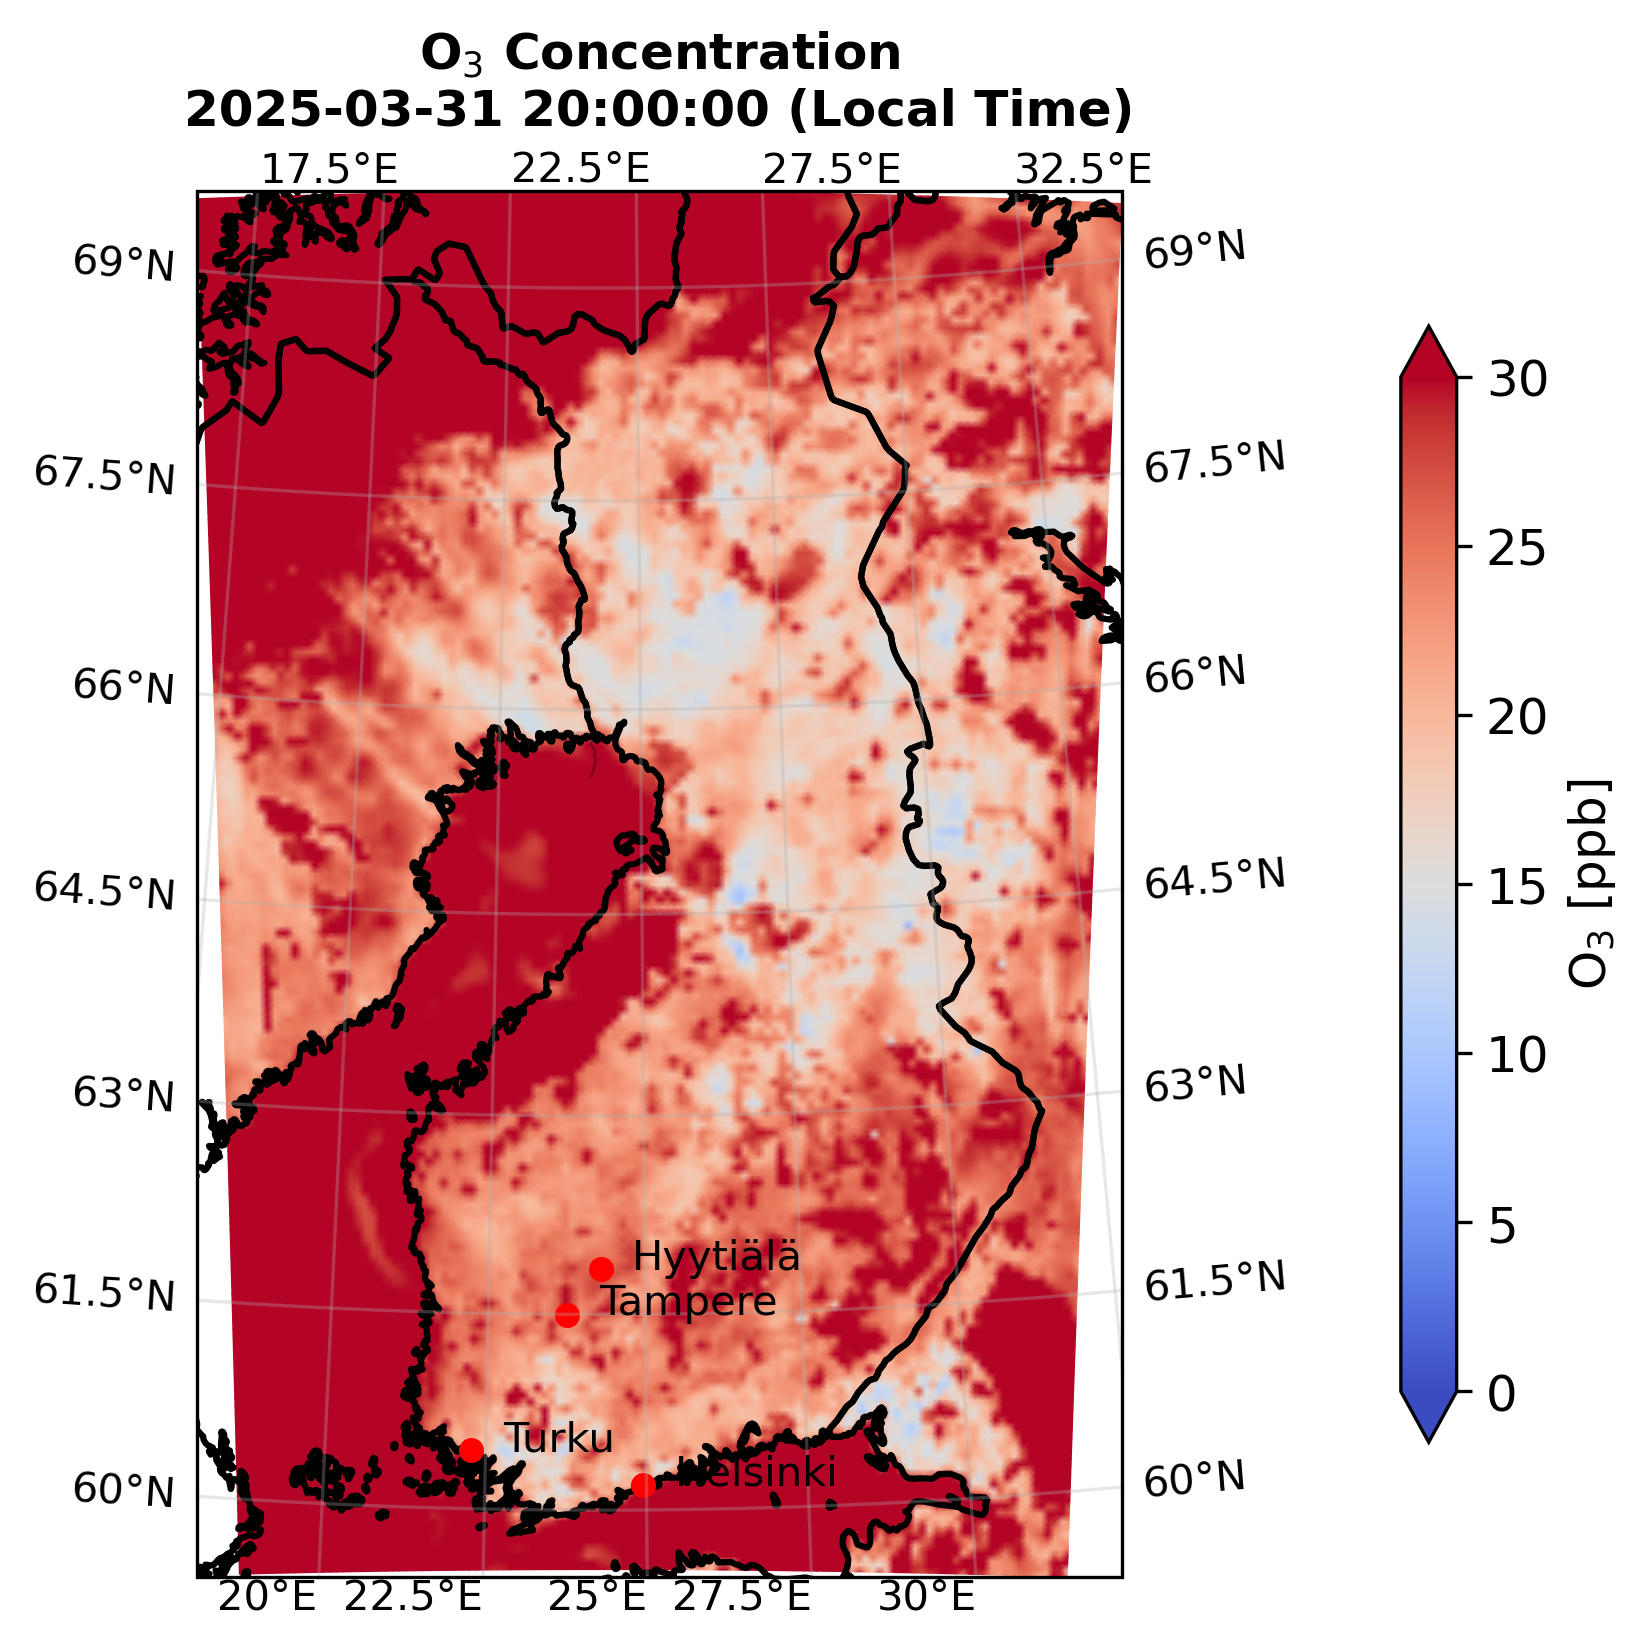 O₃ Concentration
2025-03-31 20:00:00 (Local Time)
17.5°E 22.5°E 27.5°E 32.5°E
69°N 69°N
67.5°N 67.5°N
66°N 66°N
64.5°N 64.5°N
63°N 63°N
61.5°N 61.5°N
60°N 60°N
Hyytiälä
Tampere
Turku
Helsinki
20°E 22.5°E 25°E 27.5°E 30°E
30
25
20
15
10
5
0
O₃ [ppb]